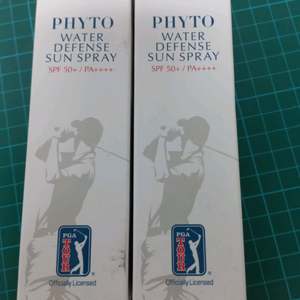 PHYTO
WATER
DEFENSE
SUN SPRAY
SPF 50+ / PA++++
PGA
TOUR
Officially Licensed
PHYTO
WATER
DEFENSE
SUN SPRAY
SPF 50+ / PA++++
PGA
TOUR
Officially Licensed